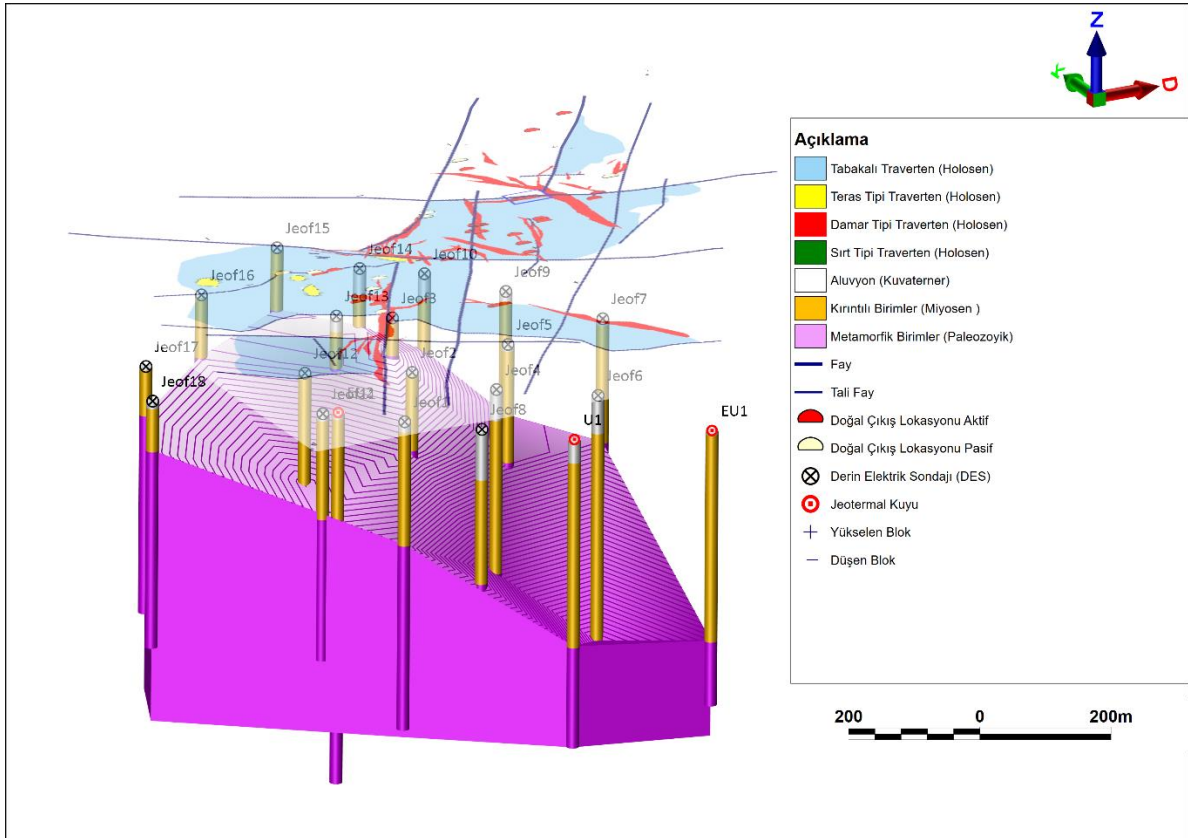 Z
K
D
Açıklama
Tabakalı Traverten (Holosen)
Teras Tipi Traverten (Holosen)
Damar Tipi Traverten (Holosen)
Sırt Tipi Traverten (Holosen)
Aluvyon (Kuvaterner)
Kırıntılı Birimler (Miyosen )
Metamorfik Birimler (Paleozoyik)
Fay
Tali Fay
Doğal Çıkış Lokasyonu Aktif
Doğal Çıkış Lokasyonu Pasif
Derin Elektrik Sondajı (DES)
Jeotermal Kuyu
Yükselen Blok
Düşen Blok
200 0 200m
Jeof15
Jeof14
Jeof10
Jeof9
Jeof16
Jeof13
Jeof3
Jeof5
Jeof7
Jeof17
Jeof12
Jeof2
Jeof4
Jeof6
Jeof18
Jeof1
Jeof8
U1
EU1